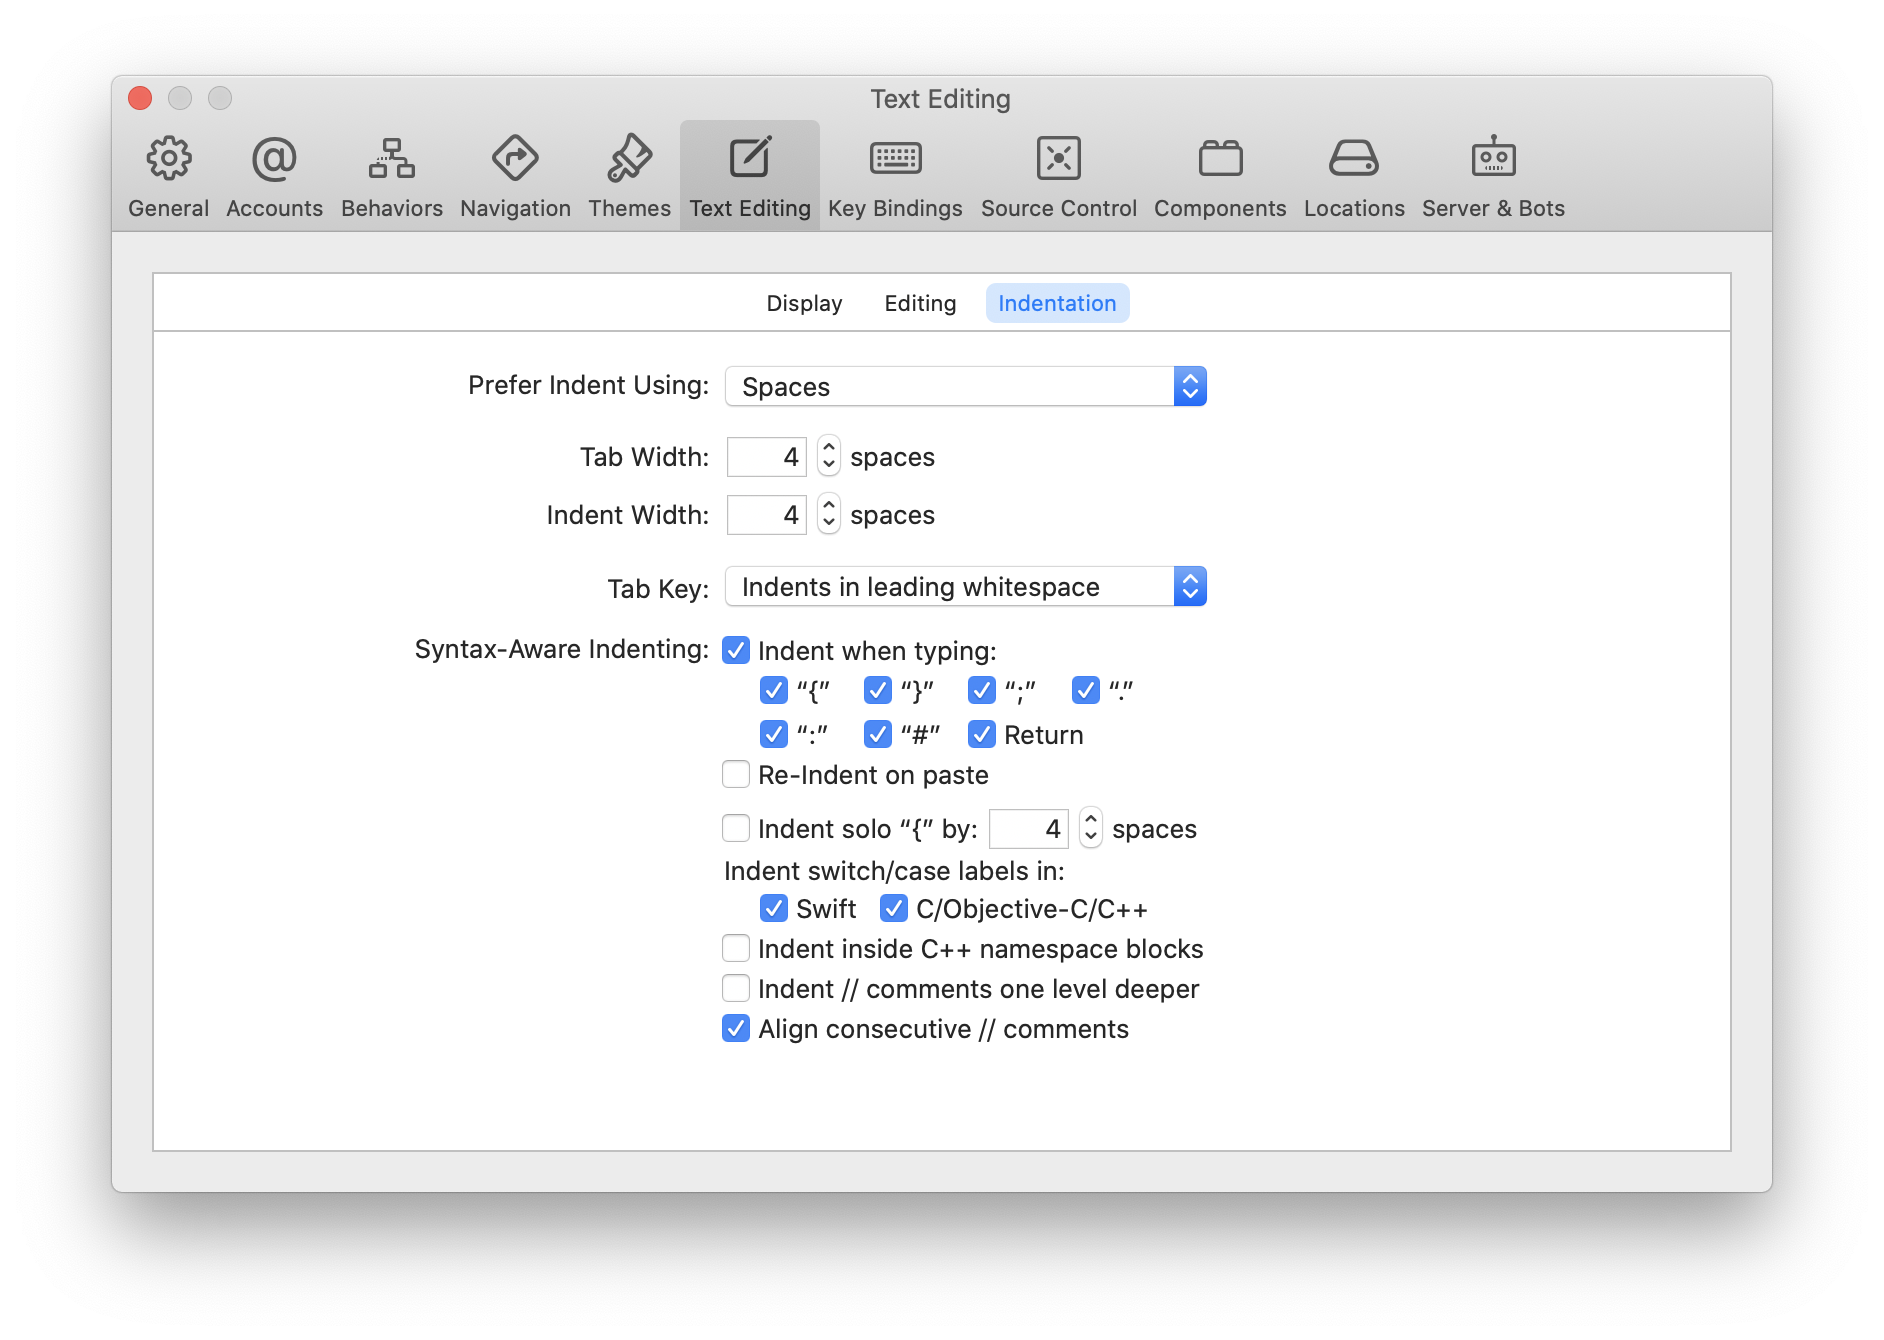 Text Editing
General Accounts Behaviors Navigation Themes Text Editing Key Bindings Source Control Components Locations Server & Bots
Display Editing Indentation
Prefer Indent Using: Spaces
Tab Width: 4 spaces
Indent Width: 4 spaces
Tab Key: Indents in leading whitespace
Syntax-Aware Indenting: Indent when typing:
“{” “}” “;” “.”
“:” “#” Return
Re-Indent on paste
Indent solo “{” by: 4 spaces
Indent switch/case labels in:
Swift C/Objective-C/C++
Indent inside C++ namespace blocks
Indent // comments one level deeper
Align consecutive // comments